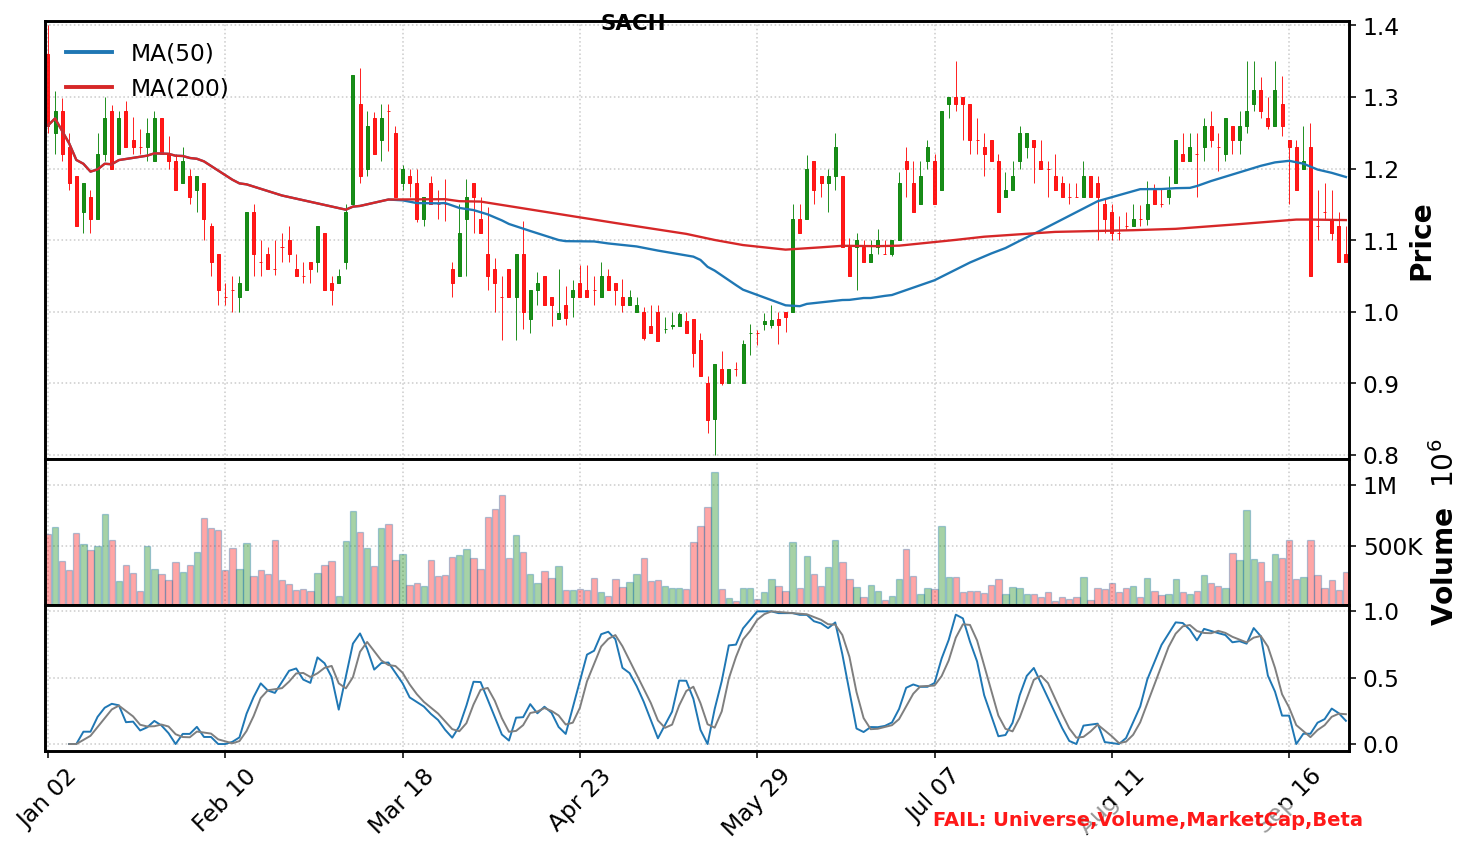 SACH
MA(50)
MA(200)
1.4
1.3
1.2
1.1
1.0
0.9
0.8
Price
1M
500K
Volume 10^6
1.0
0.5
0.0
Jan 02
Feb 10
Mar 18
Apr 23
May 29
Jul 07
Aug 11
Sep 16
FAIL: Universe,Volume,MarketCap,Beta